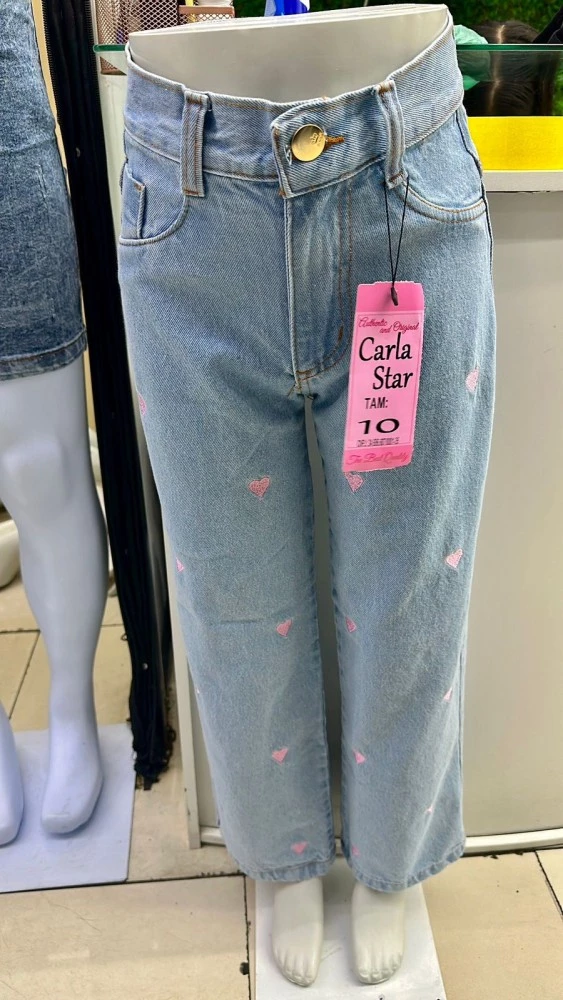 Authentic
and Original
Carla
Star
TAM:
10
The Best Quality